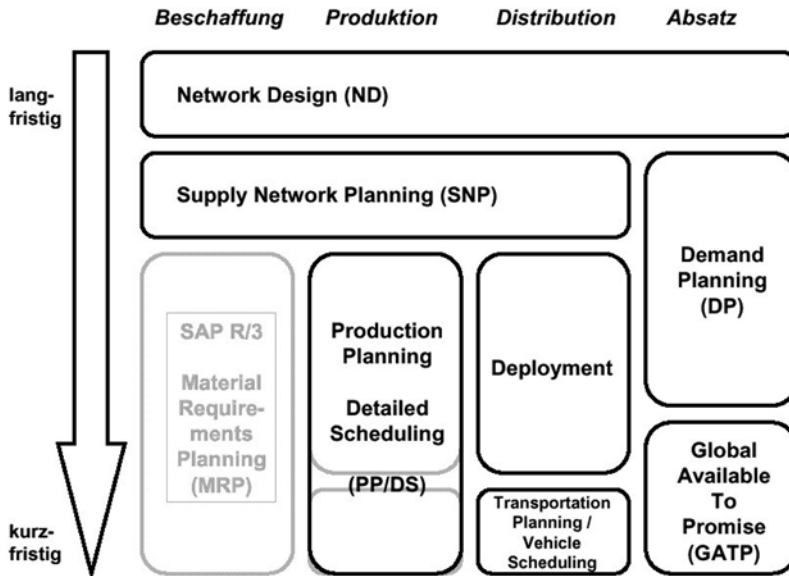 Beschaffung Produktion Distribution Absatz
lang-
fristig
Network Design (ND)
Supply Network Planning (SNP)
SAP R/3
Material
Require-
ments
Planning
(MRP)
Production
Planning
Detailed
Scheduling
(PP/DS)
Deployment
Demand
Planning
(DP)
Transportation
Planning /
Vehicle
Scheduling
Global
Available
To
Promise
(GATP)
kurz-
fristig